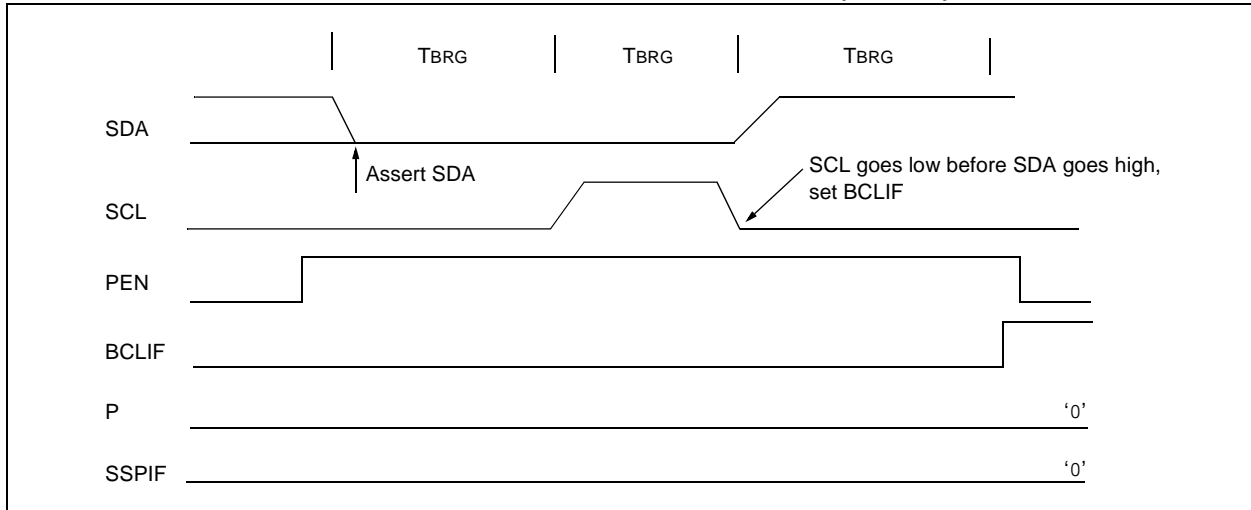 TBRG TBRG TBRG
SDA
Assert SDA
SCL goes low before SDA goes high,
set BCLIF
SCL
PEN
BCLIF
P '0'
SSPIF '0'